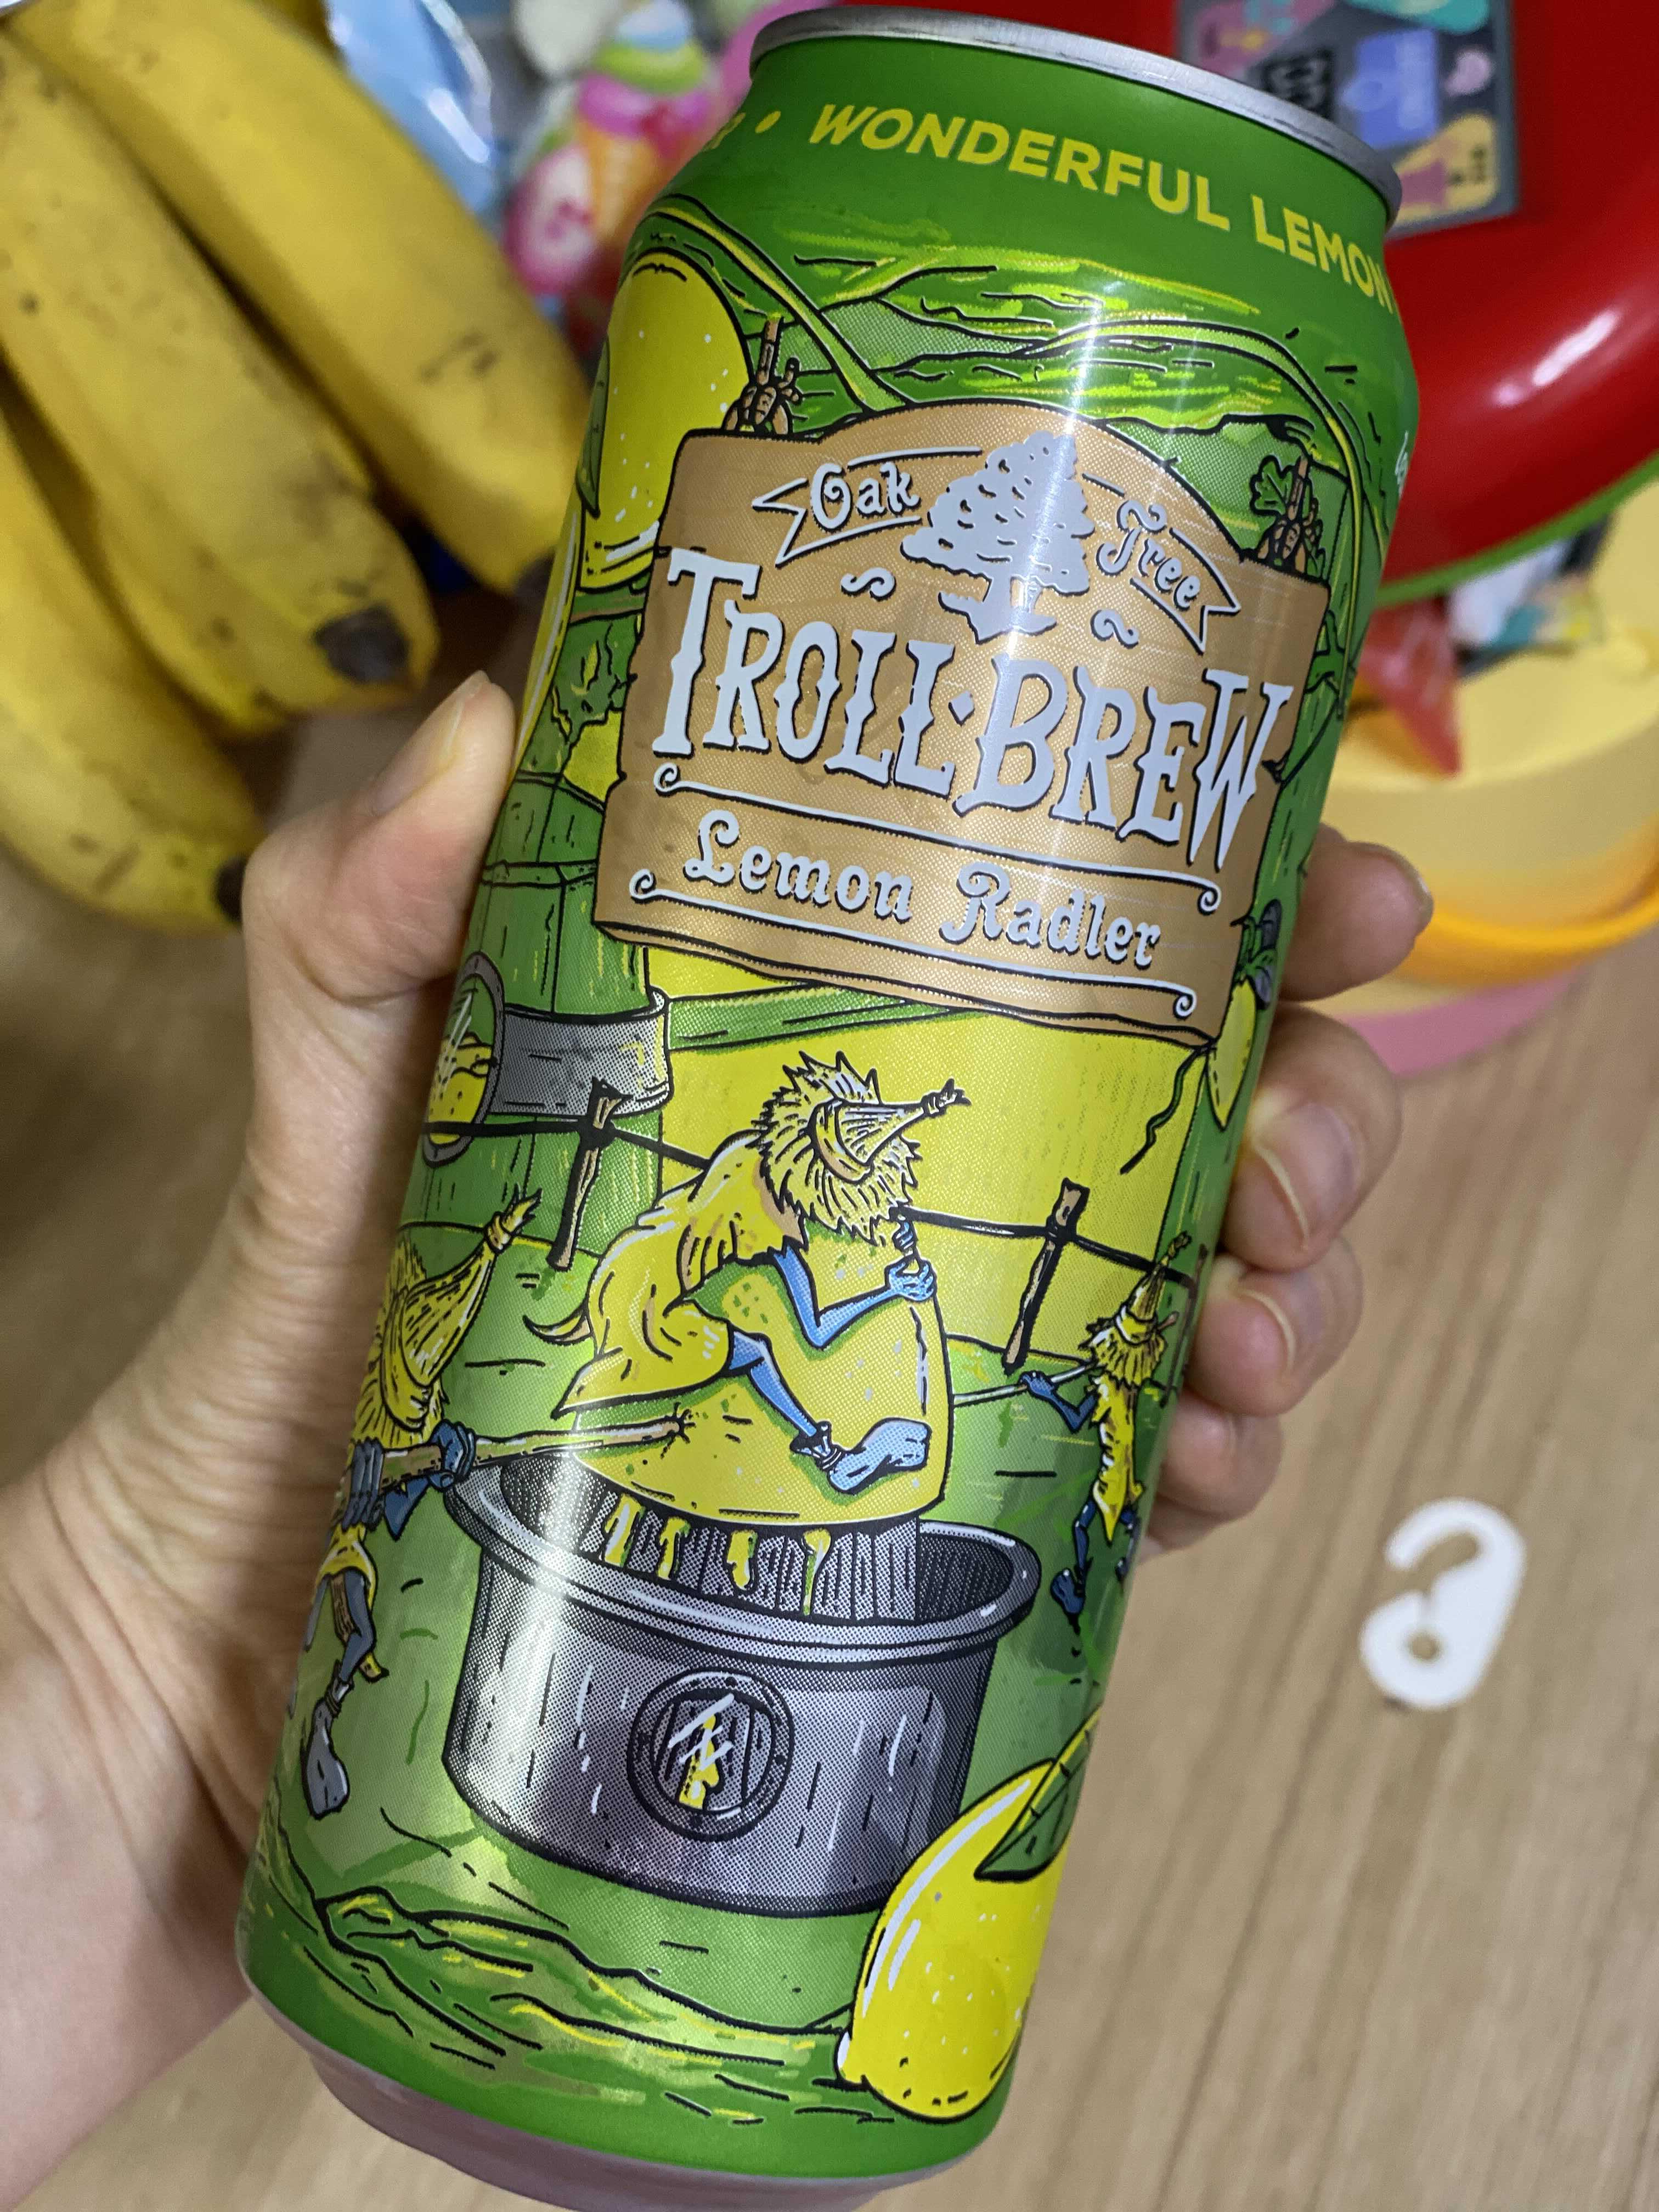 WONDERFUL LEMON
Oak Tree
TROLL·BREW
Lemon Radler